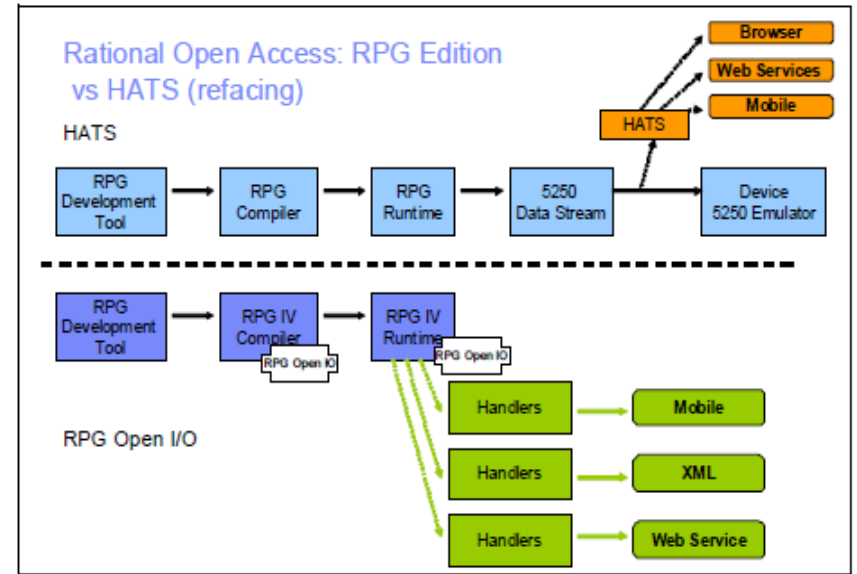 Rational Open Access: RPG Edition
vs HATS (refacing)
Browser
Web Services
Mobile
HATS
HATS
RPG
Development
Tool
RPG
Compiler
RPG
Runtime
5250
Data Stream
Device
5250 Emulator
RPG
Development
Tool
RPG IV
Compiler
RPG Open IO
RPG IV
Runtime
RPG Open IO
RPG Open I/O
Handlers
Mobile
Handlers
XML
Handlers
Web Service